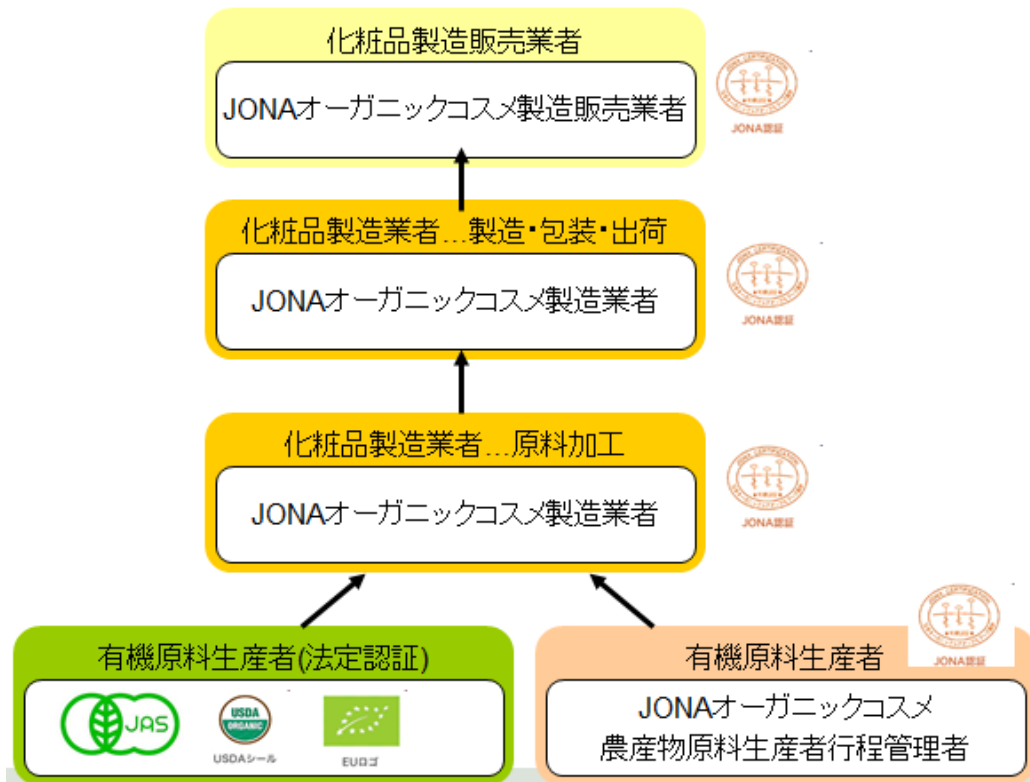 化粧品製造販売業者
JONAオーガニックコスメ製造販売業者
JONA認証
化粧品製造業者…製造・包装・出荷
JONAオーガニックコスメ製造業者
JONA認証
化粧品製造業者…原料加工
JONAオーガニックコスメ製造業者
JONA認証
有機原料生産者(法定認証)
JAS
USDA
ORGANIC
USDAシール
EUロゴ
有機原料生産者
JONA認証
JONAオーガニックコスメ
農産物原料生産者行程管理者